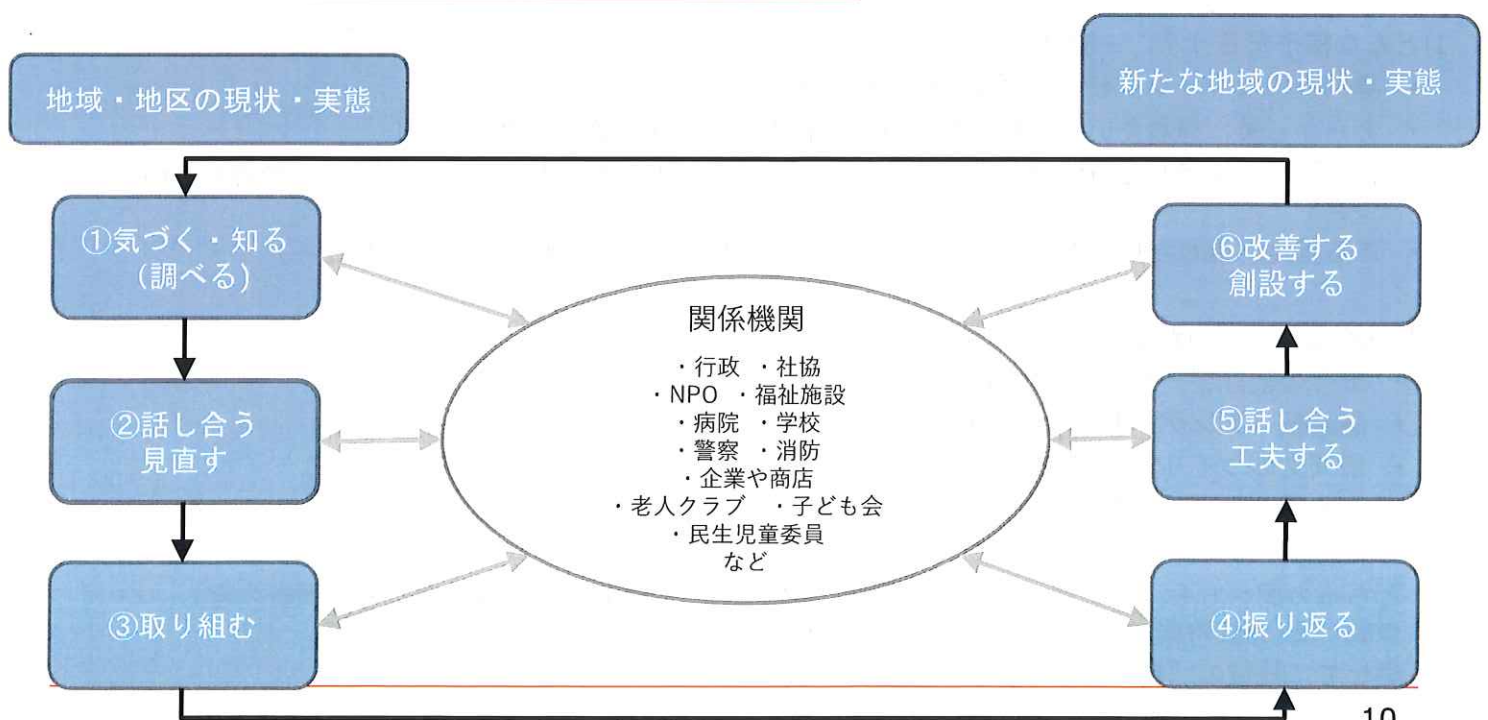 地域・地区の現状・実態
新たな地域の現状・実態
①気づく・知る
(調べる)
②話し合う
見直す
③取り組む
関係機関
・行政 ・社協
・NPO ・福祉施設
・病院 ・学校
・警察 ・消防
・企業や商店
・老人クラブ ・子ども会
・民生児童委員
など
⑥改善する
創設する
⑤話し合う
工夫する
④振り返る
10